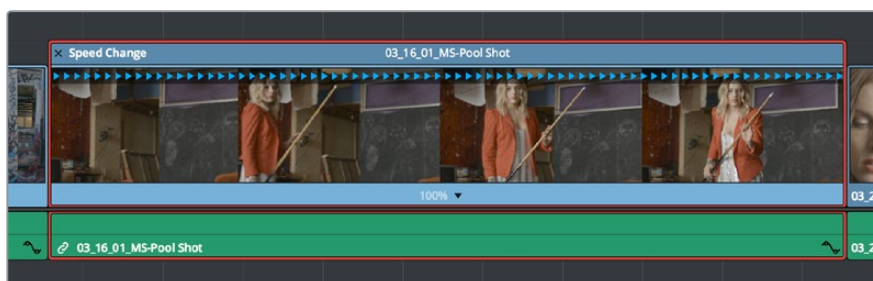 × Speed Change
03_16_01_MS-Pool Shot
100%
03_2
03_16_01_MS-Pool Shot
03_2